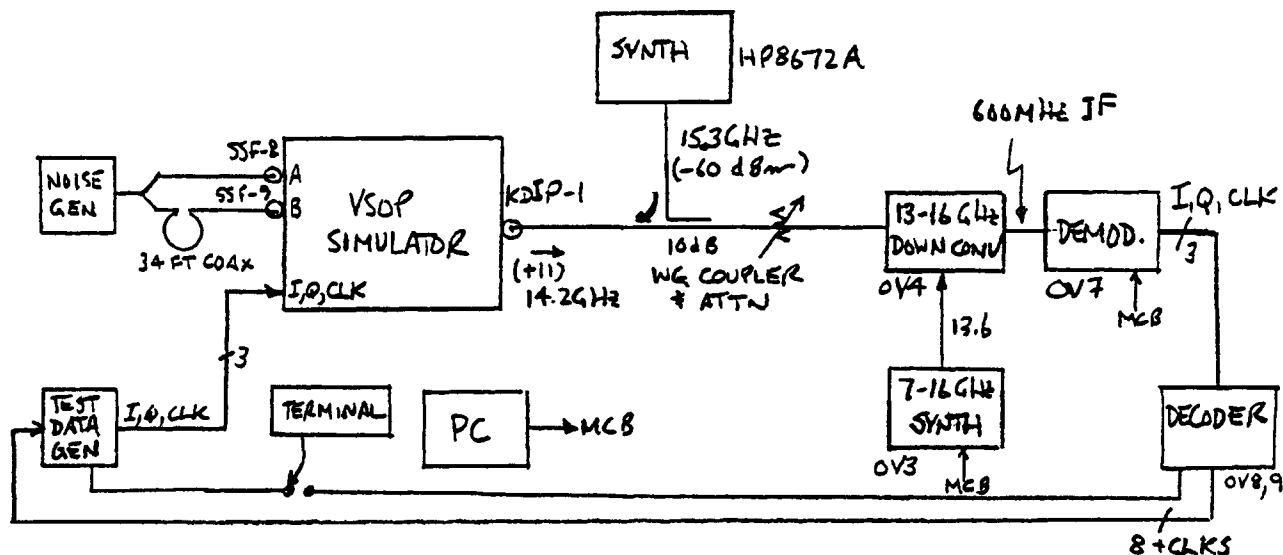 SYNTH
HP8672A
600MHz IF
15.3GHz
(-60 dBm)
SSF-8
SSF-9
NOISE
GEN
34 FT COAX
A
B
VSOP
SIMULATOR
I,Q,CLK
KDIP-1
(+11)
14.2GHz
10dB
WG COUPLER
& ATTN
13-16 GHz
DOWN CONV
OV4
DEMOD.
OV7
MCB
I,Q,CLK
3
13.6
7-16GHz
SYNTH
OV3
MCB
3
TEST
DATA
GEN
I,Q,CLK
TERMINAL
PC
MCB
DECODER
OV8,9
8+CLKS